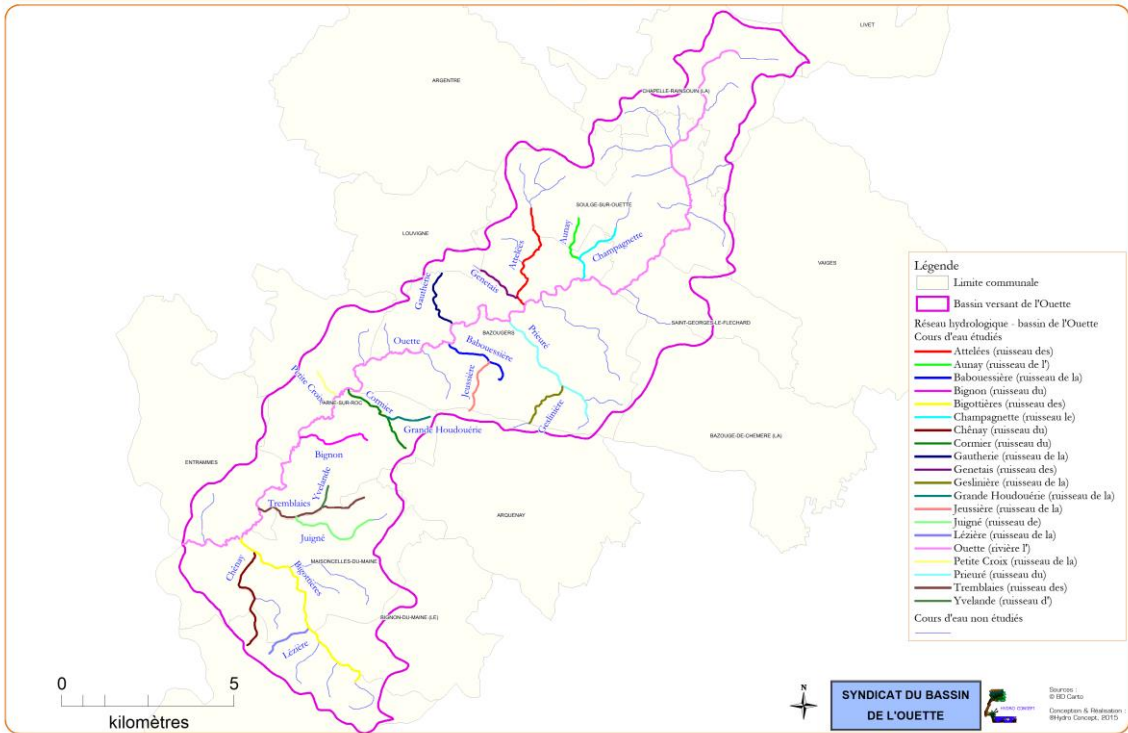 LIVET
ARGENTRE
CHAPELLE-RAINSOUIN (LA)
SOULGE-SUR-OUETTE
LOUVIGNE
Aunay
Champagnette
Attelées
VAIGES
Genetais
Gautherie
SAINT-GEORGES-LE-FLECHARD
BAZOUGERS
Prieuré
Ouette
Babouessière
Jeussière
Petite Croix
Cormier
Geslinière
Grande Houdouérie
BAZOUGE-DE-CHEMERE (LA)
ENTRAMMES
Bignon
Yvelande
Tremblaies
ARQUENAY
Juigné
MAISONCELLES-DU-MAINE
Chênay
Bigottières
BIGNON-DU-MAINE (LE)
Lézière
Légende
Limite communale
Bassin versant de l'Ouette
Réseau hydrologique - bassin de l'Ouette
Cours d'eau étudiés
Attelées (ruisseau des)
Aunay (ruisseau de l')
Babouessière (ruisseau de la)
Bignon (ruisseau du)
Bigottières (ruisseau des)
Champagnette (ruisseau le)
Chênay (ruisseau du)
Cormier (ruisseau du)
Gautherie (ruisseau de la)
Genetais (ruisseau des)
Geslinière (ruisseau de la)
Grande Houdouérie (ruisseau de la)
Jeussière (ruisseau de la)
Juigné (ruisseau de)
Lézière (ruisseau de la)
Ouette (rivière l')
Petite Croix (ruisseau de la)
Prieuré (ruisseau du)
Tremblaies (ruisseau des)
Yvelande (ruisseau d')
Cours d'eau non étudiés
0 5
kilomètres
N
SYNDICAT DU BASSIN
DE L'OUETTE
HYDRO CONCEPT
Sources :
© BD Carto
Conception & Réalisation :
©Hydro Concept, 2015